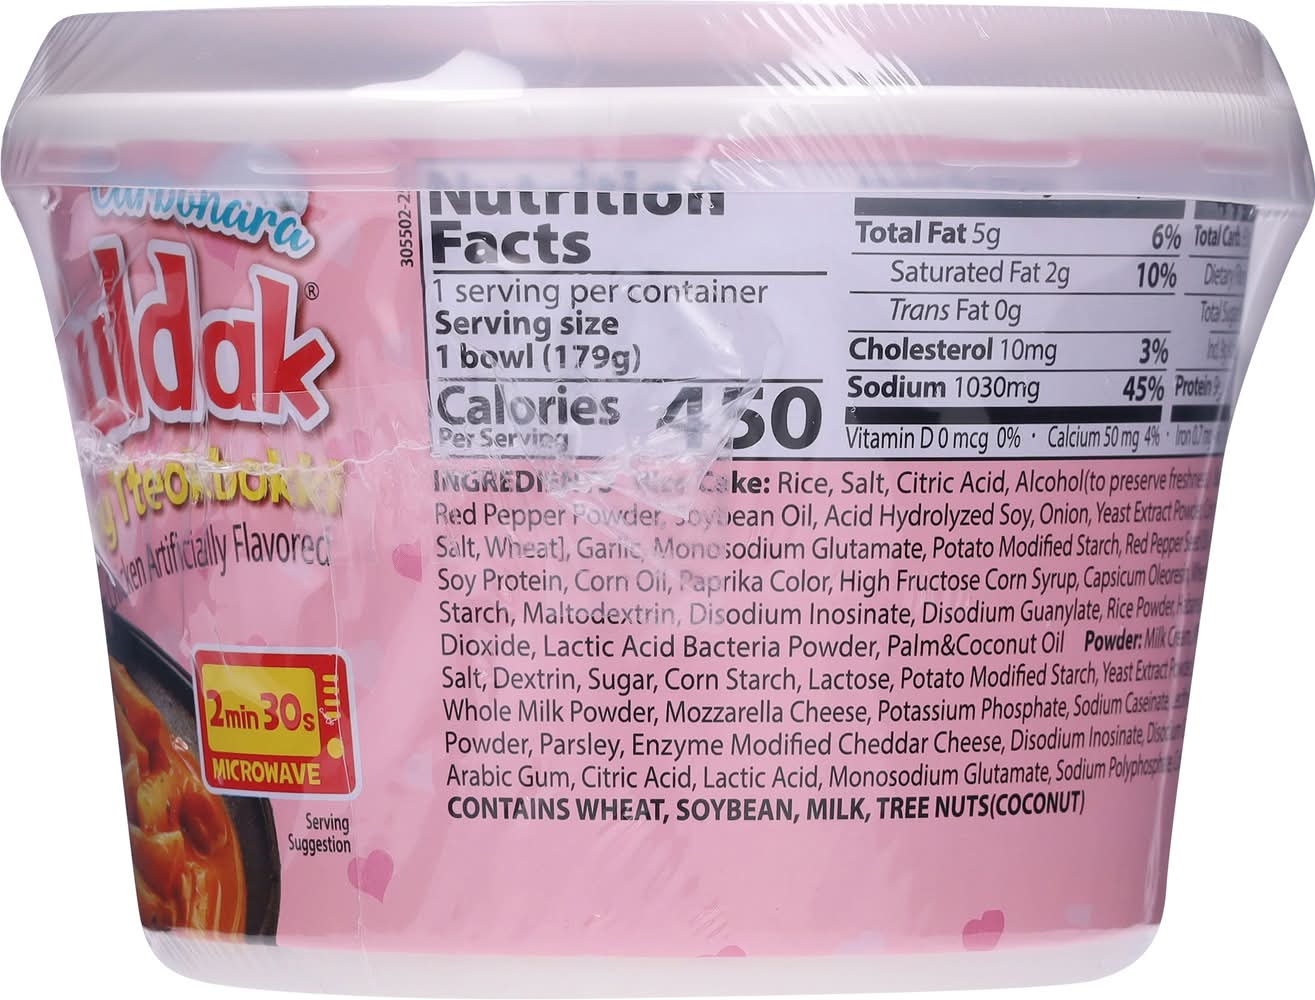 Carbonara
ldak®
Tteokbokki
Artificially Flavored
2min 30s
MICROWAVE
Serving
Suggestion
305502-2
Nutrition
Facts
1 serving per container
Serving size
1 bowl (179g)
Calories 450
Per Serving
Total Fat 5g 6%
Saturated Fat 2g 10%
Trans Fat 0g
Cholesterol 10mg 3%
Sodium 1030mg 45%
Total Carb.
Protein
Vitamin D 0 mcg 0% · Calcium 50 mg 4% · Iron
INGREDIENTS Rice Cake: Rice, Salt, Citric Acid, Alcohol(to preserve
Red Pepper Powder, Soybean Oil, Acid Hydrolyzed Soy, Onion, Yeast Extract
Salt, Wheat], Garlic, Monosodium Glutamate, Potato Modified Starch, Red Pepper
Soy Protein, Corn Oil, Paprika Color, High Fructose Corn Syrup, Capsicum
Starch, Maltodextrin, Disodium Inosinate, Disodium Guanylate, Rice Powder,
Dioxide, Lactic Acid Bacteria Powder, Palm&Coconut Oil Powder: Milk
Salt, Dextrin, Sugar, Corn Starch, Lactose, Potato Modified Starch, Yeast Extract
Whole Milk Powder, Mozzarella Cheese, Potassium Phosphate, Sodium Caseinate,
Powder, Parsley, Enzyme Modified Cheddar Cheese, Disodium Inosinate,
Arabic Gum, Citric Acid, Lactic Acid, Monosodium Glutamate, Sodium
CONTAINS WHEAT, SOYBEAN, MILK, TREE NUTS(COCONUT)